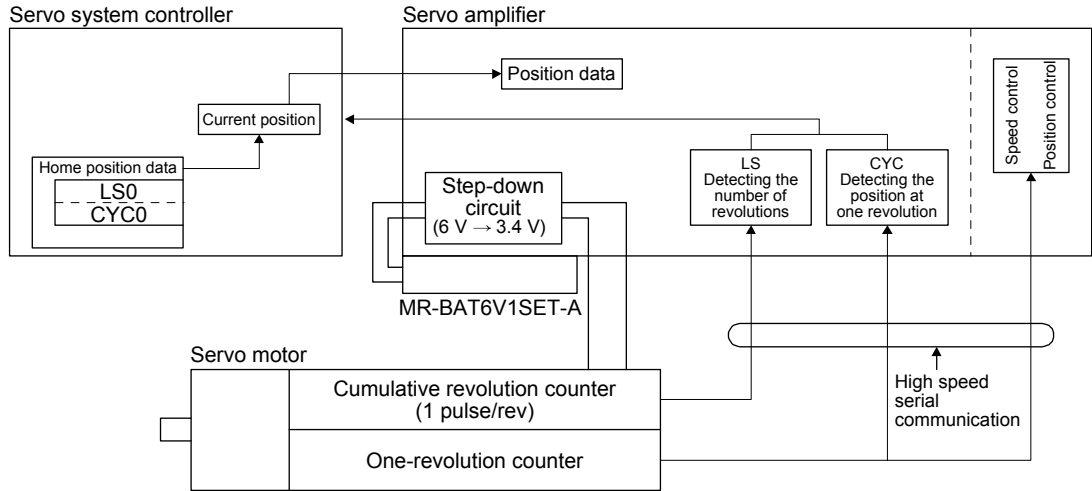 Servo system controller
Servo amplifier
Position data
Current position
Home position data
LS0
CYC0
Step-down
circuit
(6 V → 3.4 V)
LS
Detecting the
number of
revolutions
CYC
Detecting the
position at
one revolution
Speed control
Position control
MR-BAT6V1SET-A
Servo motor
Cumulative revolution counter
(1 pulse/rev)
One-revolution counter
High speed
serial
communication